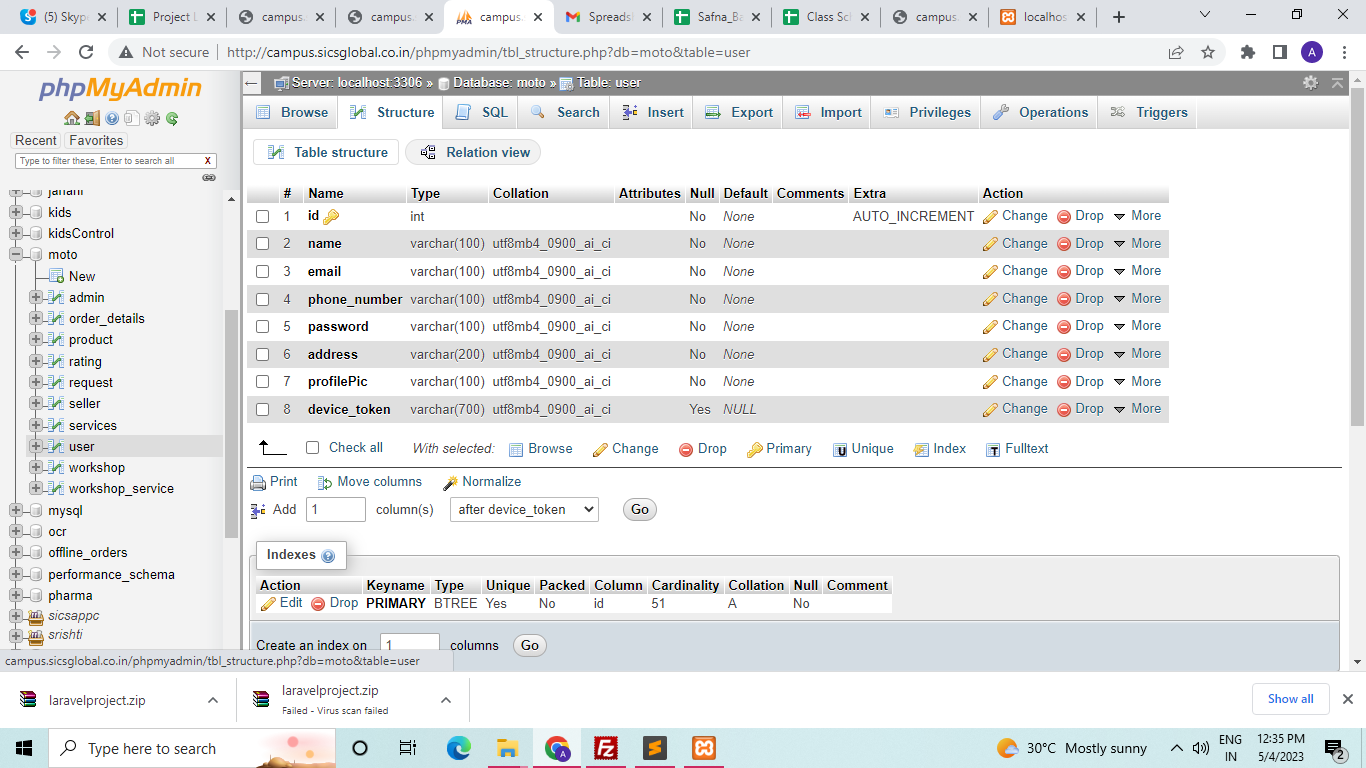 (5) Skype
Project L
campus.
campus.
campus.
Spreads
Safna_Ba
Class Sch
campus.
localhos
Not secure
http://campus.sicsglobal.co.in/phpmyadmin/tbl_structure.php?db=moto&table=user
A
phpMyAdmin
Recent
Favorites
Type to filter these, Enter to search all X
kids
kidsControl
moto
New
admin
order_details
product
rating
request
seller
services
user
workshop
workshop_service
mysql
ocr
offline_orders
performance_schema
pharma
sicsappc
srishti
campus.sicsglobal.co.in/phpmyadmin/tbl_structure.php?db=moto&table=user
Server: localhost:3306 » Database: moto » Table: user
Browse Structure SQL Search Insert Export Import Privileges Operations Triggers
Table structure Relation view
# Name Type Collation Attributes Null Default Comments Extra Action
1 id int No None AUTO_INCREMENT Change Drop More
2 name varchar(100) utf8mb4_0900_ai_ci No None Change Drop More
3 email varchar(100) utf8mb4_0900_ai_ci No None Change Drop More
4 phone_number varchar(100) utf8mb4_0900_ai_ci No None Change Drop More
5 password varchar(100) utf8mb4_0900_ai_ci No None Change Drop More
6 address varchar(200) utf8mb4_0900_ai_ci No None Change Drop More
7 profilePic varchar(100) utf8mb4_0900_ai_ci No None Change Drop More
8 device_token varchar(700) utf8mb4_0900_ai_ci Yes NULL Change Drop More
Check all With selected: Browse Change Drop Primary Unique Index Fulltext
Print Move columns Normalize
Add 1 column(s) after device_token Go
Indexes
Action Keyname Type Unique Packed Column Cardinality Collation Null Comment
Edit Drop PRIMARY BTREE Yes No id 51 A No
Create an index on 1 columns Go
laravelproject.zip
laravelproject.zip
Failed - Virus scan failed
Show all
Type here to search
30°C Mostly sunny
ENG
IN
12:35 PM
5/4/2023
2